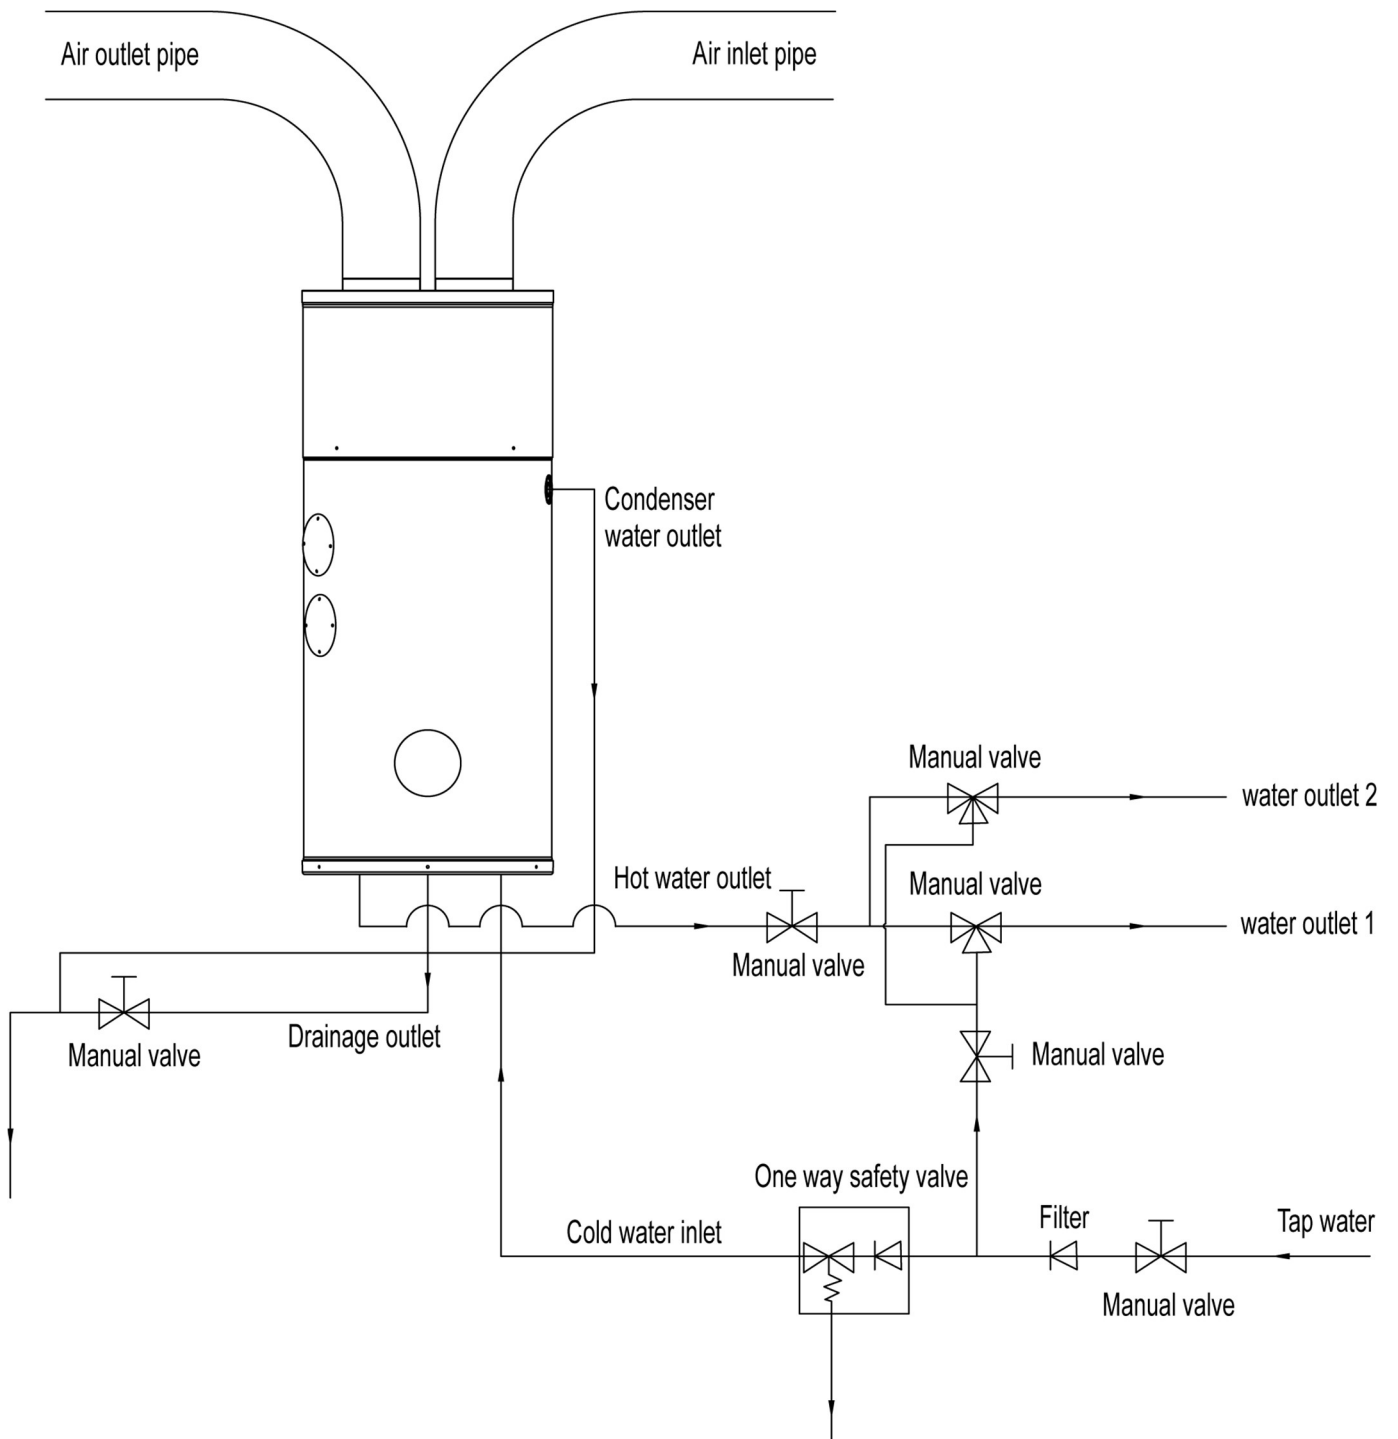 Air outlet pipe
Air inlet pipe
Condenser
water outlet
Manual valve
water outlet 2
Hot water outlet
Manual valve
water outlet 1
Manual valve
Drainage outlet
Manual valve
Manual valve
One way safety valve
Filter
Tap water
Cold water inlet
Manual valve